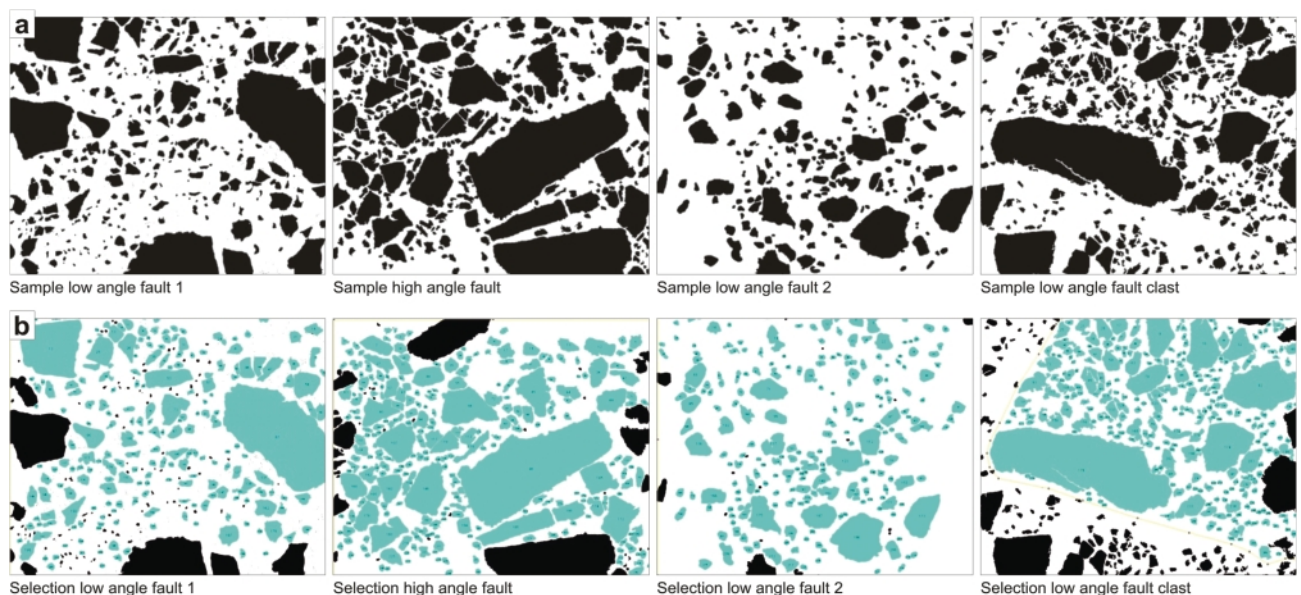 a
Sample low angle fault 1
Sample high angle fault
Sample low angle fault 2
Sample low angle fault clast
b
Selection low angle fault 1
Selection high angle fault
Selection low angle fault 2
Selection low angle fault clast